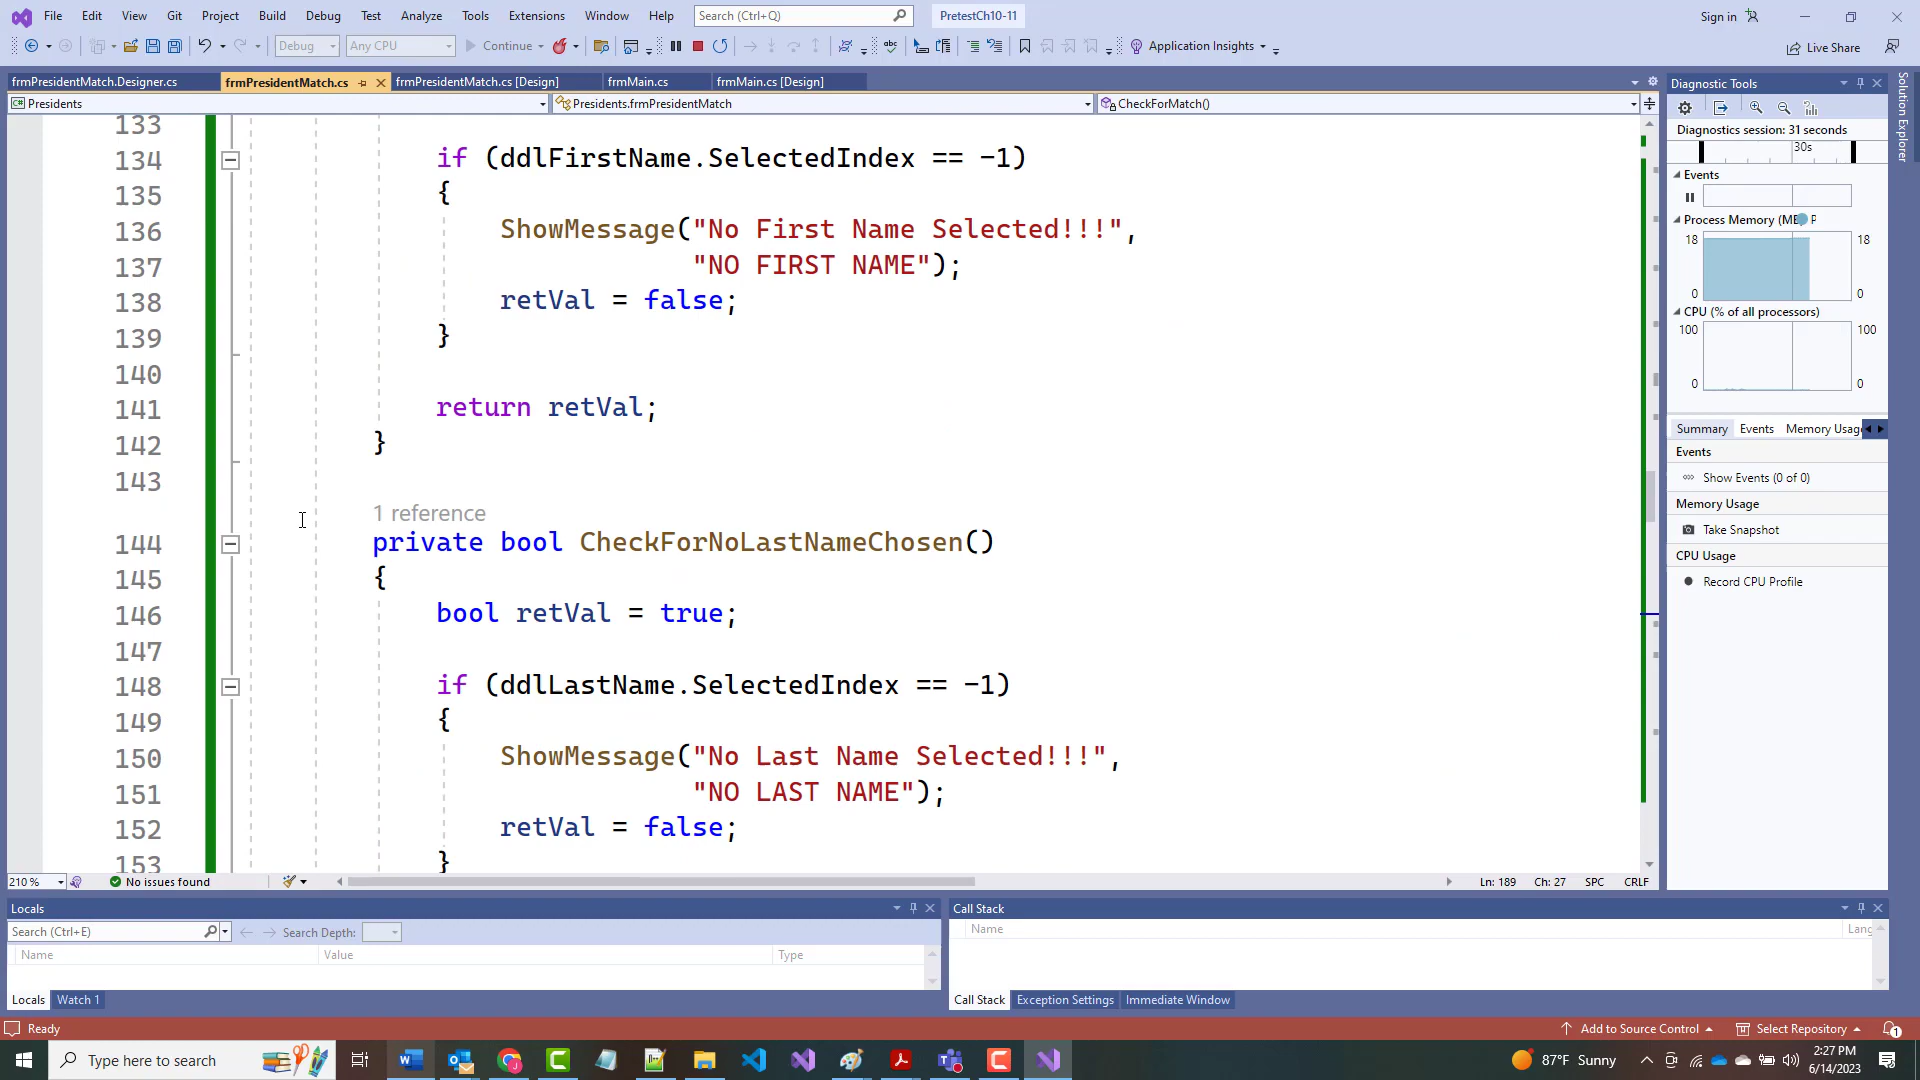 File Edit View Git Project Build Debug Test Analyze Tools Extensions Window Help Search (Ctrl+Q) PretestCh10-11 Sign in
Debug Any CPU Continue Application Insights Live Share
frmPresidentMatch.Designer.cs frmPresidentMatch.cs frmPresidentMatch.cs [Design] frmMain.cs frmMain.cs [Design]
Presidents Presidents.frmPresidentMatch CheckForMatch()
133
134 if (ddlFirstName.SelectedIndex == -1)
135 {
136 ShowMessage("No First Name Selected!!!",
137 "NO FIRST NAME");
138 retVal = false;
139 }
140
141 return retVal;
142 }
143
1 reference
144 private bool CheckForNoLastNameChosen()
145 {
146 bool retVal = true;
147
148 if (ddlLastName.SelectedIndex == -1)
149 {
150 ShowMessage("No Last Name Selected!!!",
151 "NO LAST NAME");
152 retVal = false;
153 }
210 % No issues found Ln: 189 Ch: 27 SPC CRLF
Diagnostic Tools
Diagnostics session: 31 seconds
30s
Events
Process Memory (MB) P
18 18
0 0
CPU (% of all processors)
100 100
0 0
Summary Events Memory Usag
Events
Show Events (0 of 0)
Memory Usage
Take Snapshot
CPU Usage
Record CPU Profile
Solution Explorer
Locals
Search (Ctrl+E) Search Depth:
Name Value Type
Locals Watch 1
Call Stack
Name Lang
Call Stack Exception Settings Immediate Window
Ready Add to Source Control Select Repository 1
Type here to search 87°F Sunny 2:27 PM
6/14/2023